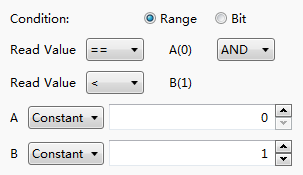 Condition: Range Bit
Read Value == A(0) AND
Read Value < B(1)
A Constant 0
B Constant 1